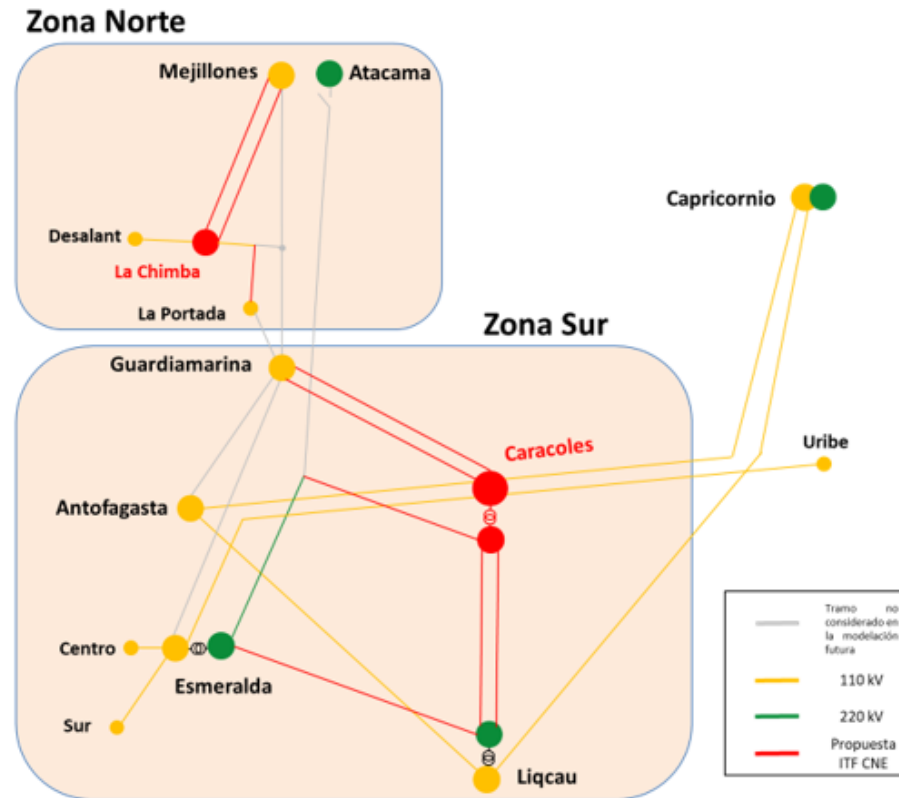 Zona Norte
Mejillones
Atacama
Capricornio
Desalant
La Chimba
La Portada
Zona Sur
Guardiamarina
Caracoles
Uribe
Antofagasta
Centro
Esmeralda
Sur
Liqcau
Tramo no
considerado en
la modelación
futura
110 kV
220 kV
Propuesta
ITF CNE